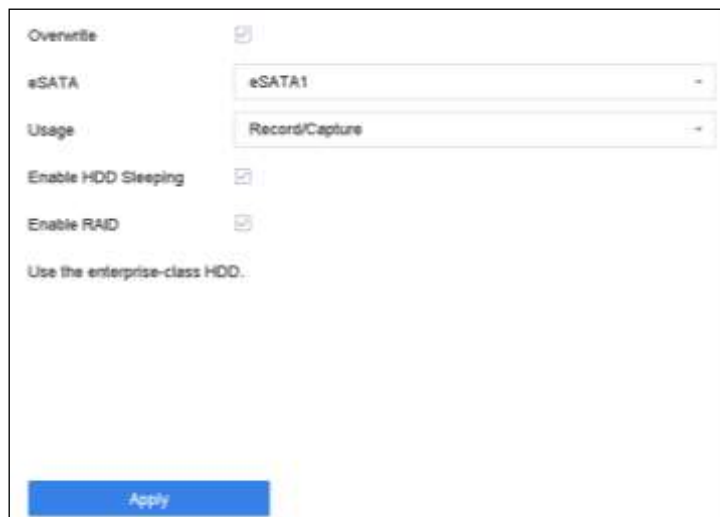 Overwrite
eSATA eSATA1
Usage Record/Capture
Enable HDD Sleeping
Enable RAID
Use the enterprise-class HDD.
Apply